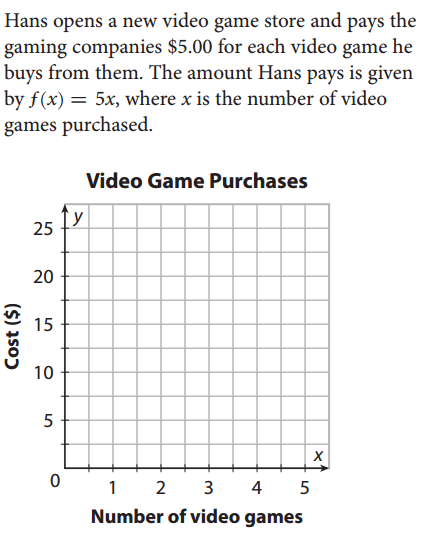 Hans opens a new video game store and pays the
gaming companies $5.00 for each video game he
buys from them. The amount Hans pays is given
by f(x) = 5x, where x is the number of video
games purchased.
Video Game Purchases
y
25
20
15
10
5
0
Cost ($)
x
1 2 3 4 5
Number of video games